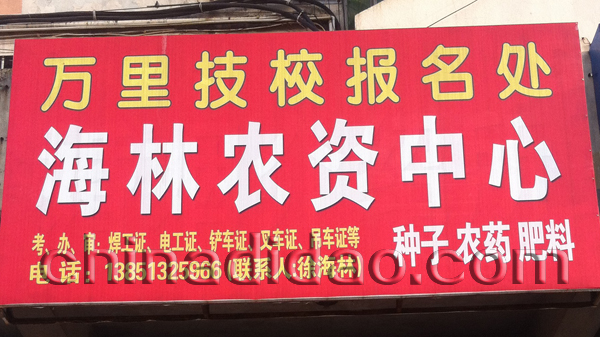 万里技校报名处
海林农资中心
考、办、审：焊工证、电工证、铲车证、叉车证、吊车证等
电话：13851325966(联系人:徐海林)
种子 农药 肥料
chinadidao.com